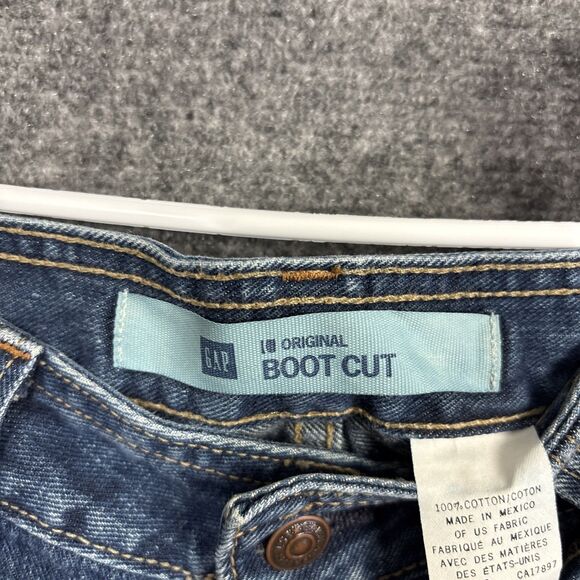 GAP
ORIGINAL
BOOT CUT
100% COTTON/COTON
MADE IN MEXICO
OF US FABRIC
FABRIQUÉ AU MEXIQUE
AVEC DES MATIÈRES
DES ÉTATS-UNIS
CA17897